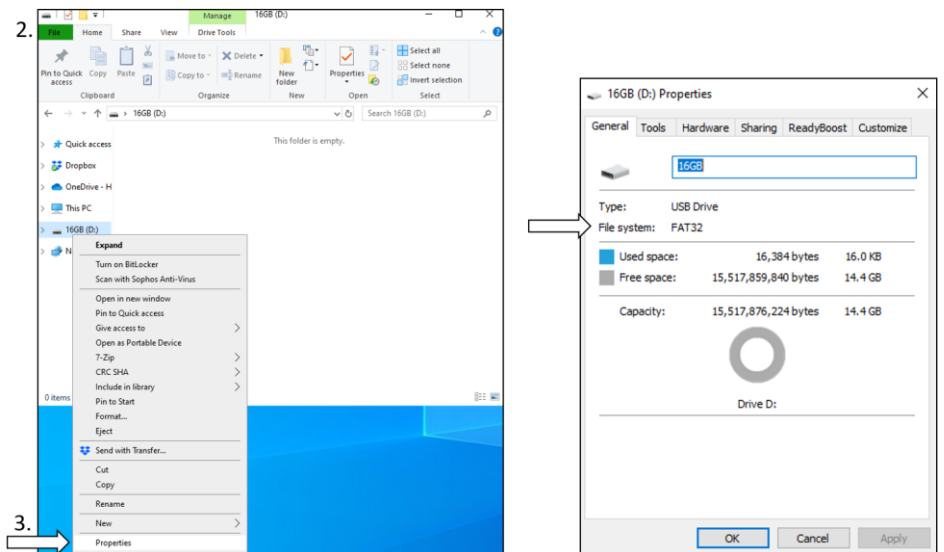 2.
Manage 16GB (D:)
File Home Share View Drive Tools
Pin to Quick access
Copy
Paste
Move to
Copy to
Delete
Rename
New folder
Properties
Select all
Select none
Invert selection
Clipboard Organize New Open Select
16GB (D:) Search 16GB (D:)
Quick access
Dropbox
OneDrive - H
This PC
16GB (D:)
N
This folder is empty.
Expand
Turn on BitLocker
Scan with Sophos Anti-Virus
Open in new window
Pin to Quick access
Give access to
Open as Portable Device
7-Zip
CRC SHA
Include in library
Pin to Start
Format...
Eject
Send with Transfer...
Cut
Copy
Rename
New
Properties
0 items
3.
16GB (D:) Properties
General Tools Hardware Sharing ReadyBoost Customize
16GB
Type: USB Drive
File system: FAT32
Used space: 16,384 bytes 16.0 KB
Free space: 15,517,859,840 bytes 14.4 GB
Capacity: 15,517,876,224 bytes 14.4 GB
Drive D:
OK Cancel Apply